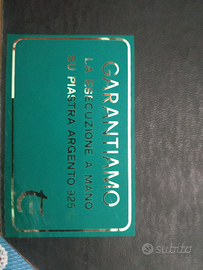 GARANTIAMO
LA ESECUZIONE A MANO
SU PIASTRA ARGENTO 925
subito